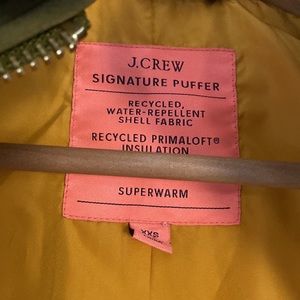 J.CREW
SIGNATURE PUFFER
RECYCLED,
WATER-REPELLENT
SHELL FABRIC
RECYCLED PRIMALOFT®
INSULATION
SUPERWARM
XXS